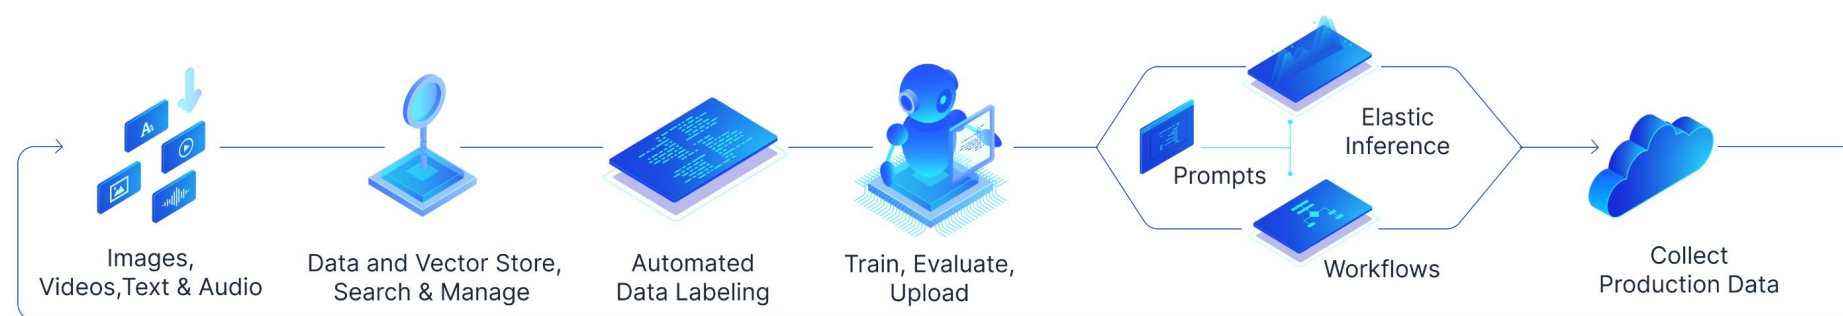 Images,
Videos,Text & Audio
Data and Vector Store,
Search & Manage
Automated
Data Labeling
Train, Evaluate,
Upload
Prompts
Elastic
Inference
Workflows
Collect
Production Data